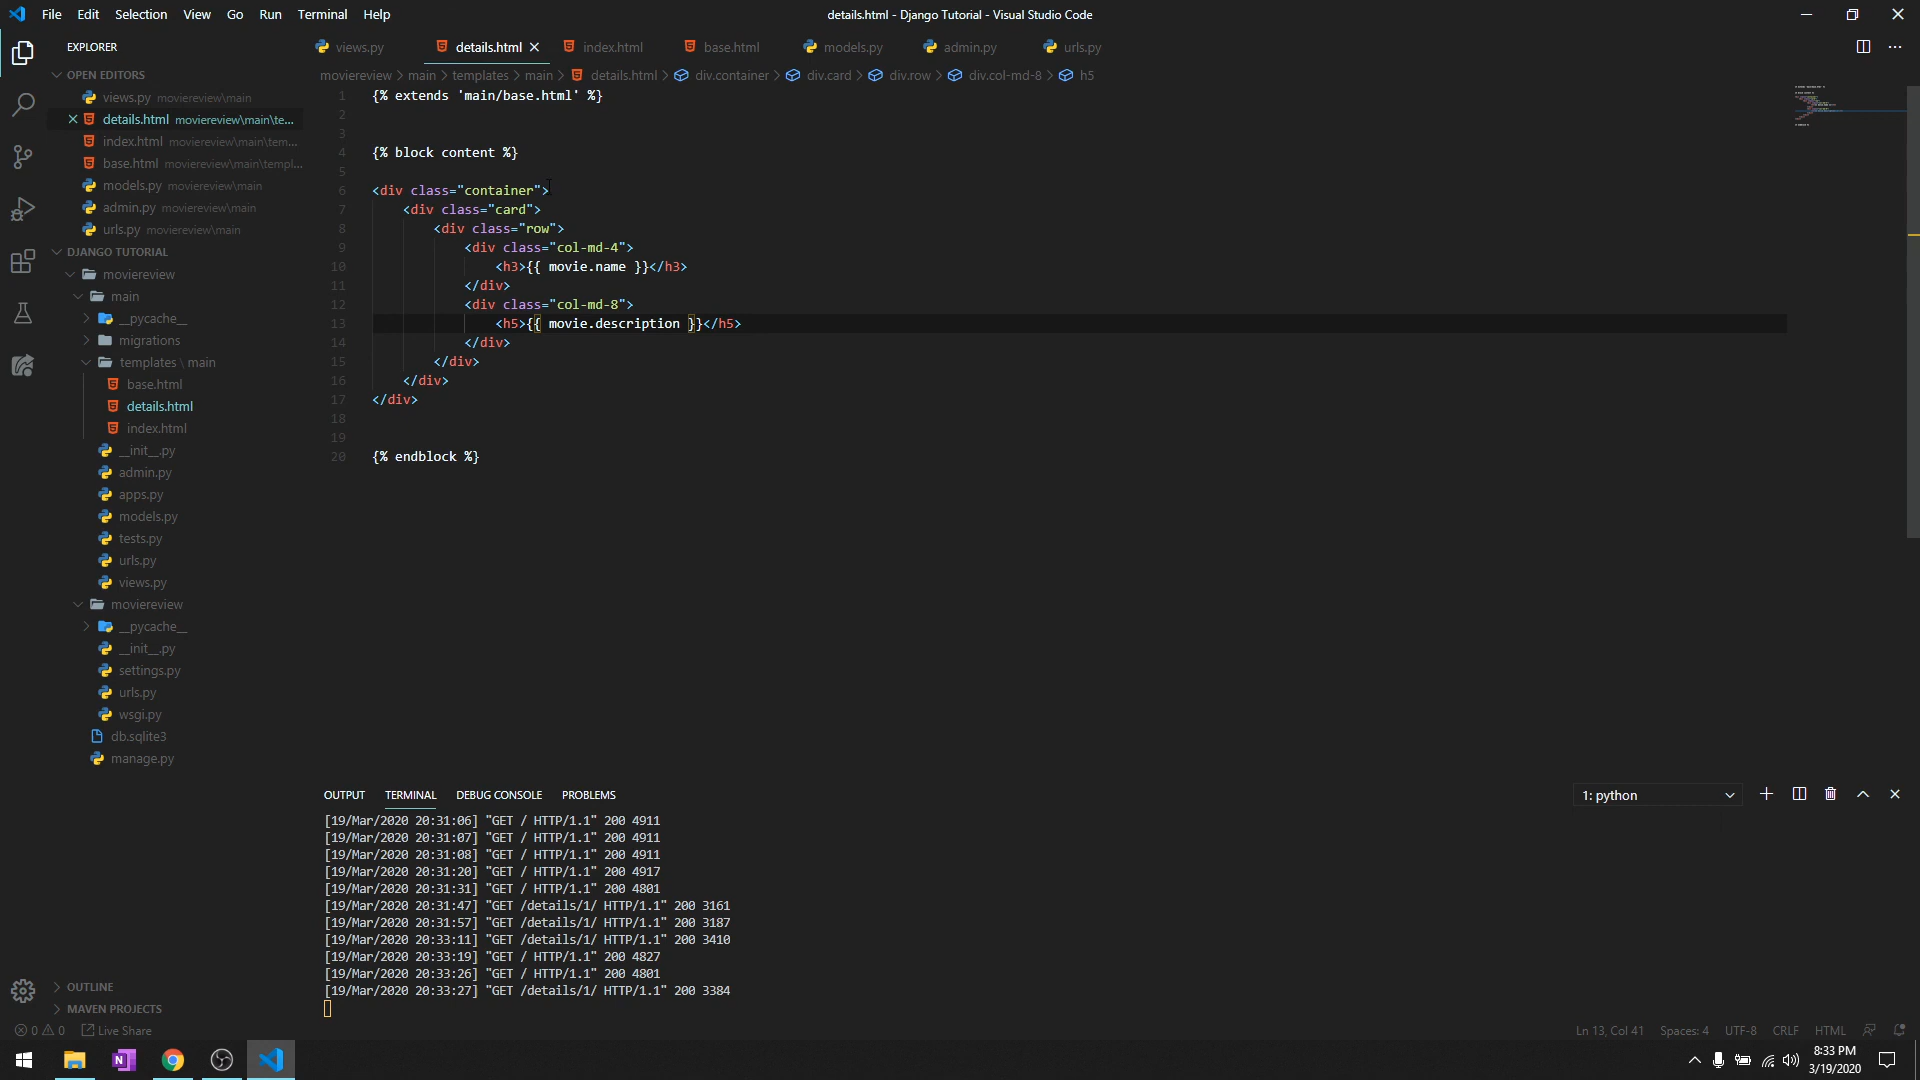 File Edit Selection View Go Run Terminal Help
details.html - Django Tutorial - Visual Studio Code
EXPLORER
views.py
details.html
index.html
base.html
models.py
admin.py
urls.py
moviereview > main > templates > main > details.html > div.container > div.card > div.row > div.col-md-8 > h5
OPEN EDITORS
views.py moviereview\main
details.html moviereview\main\te...
index.html moviereview\main\tem...
base.html moviereview\main\templ...
models.py moviereview\main
admin.py moviereview\main
urls.py moviereview\main
DJANGO TUTORIAL
moviereview
main
__pycache__
migrations
templates \ main
base.html
details.html
index.html
__init__.py
admin.py
apps.py
models.py
tests.py
urls.py
views.py
moviereview
__pycache__
__init__.py
settings.py
urls.py
wsgi.py
db.sqlite3
manage.py
OUTLINE
MAVEN PROJECTS
1 {% extends 'main/base.html' %}
2
3
4 {% block content %}
5
6 <div class="container">
7 <div class="card">
8 <div class="row">
9 <div class="col-md-4">
10 <h3>{{ movie.name }}</h3>
11 </div>
12 <div class="col-md-8">
13 <h5>{{ movie.description }}</h5>
14 </div>
15 </div>
16 </div>
17 </div>
18
19
20 {% endblock %}
OUTPUT TERMINAL DEBUG CONSOLE PROBLEMS
1: python
[19/Mar/2020 20:31:06] "GET / HTTP/1.1" 200 4911
[19/Mar/2020 20:31:07] "GET / HTTP/1.1" 200 4911
[19/Mar/2020 20:31:08] "GET / HTTP/1.1" 200 4911
[19/Mar/2020 20:31:20] "GET / HTTP/1.1" 200 4917
[19/Mar/2020 20:31:31] "GET / HTTP/1.1" 200 4801
[19/Mar/2020 20:31:47] "GET /details/1/ HTTP/1.1" 200 3161
[19/Mar/2020 20:31:57] "GET /details/1/ HTTP/1.1" 200 3187
[19/Mar/2020 20:33:11] "GET /details/1/ HTTP/1.1" 200 3410
[19/Mar/2020 20:33:19] "GET / HTTP/1.1" 200 4827
[19/Mar/2020 20:33:26] "GET / HTTP/1.1" 200 4801
[19/Mar/2020 20:33:27] "GET /details/1/ HTTP/1.1" 200 3384
0 0 Live Share
Ln 13, Col 41 Spaces: 4 UTF-8 CRLF HTML
8:33 PM
3/19/2020